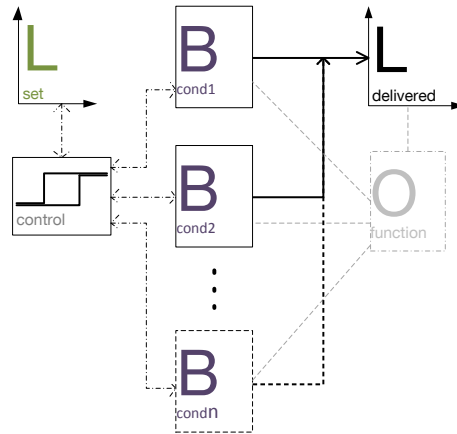 L
set
B
cond1
L
delivered
control
B
cond2
O
function
B
condn